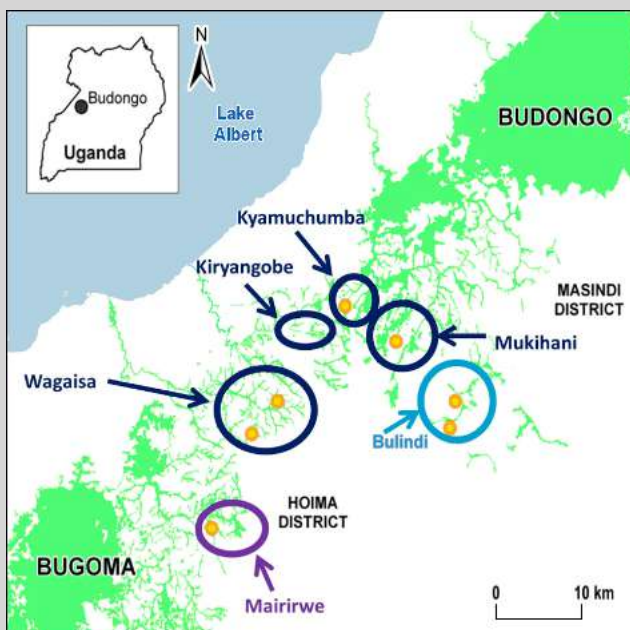 N
Budongo
Uganda
Lake
Albert
BUDONGO
Kyamuchumba
Kiryangobe
MASINDI
DISTRICT
Mukihani
Wagaisa
Bulindi
HOIMA
DISTRICT
BUGOMA
Mairirwe
0 10 km